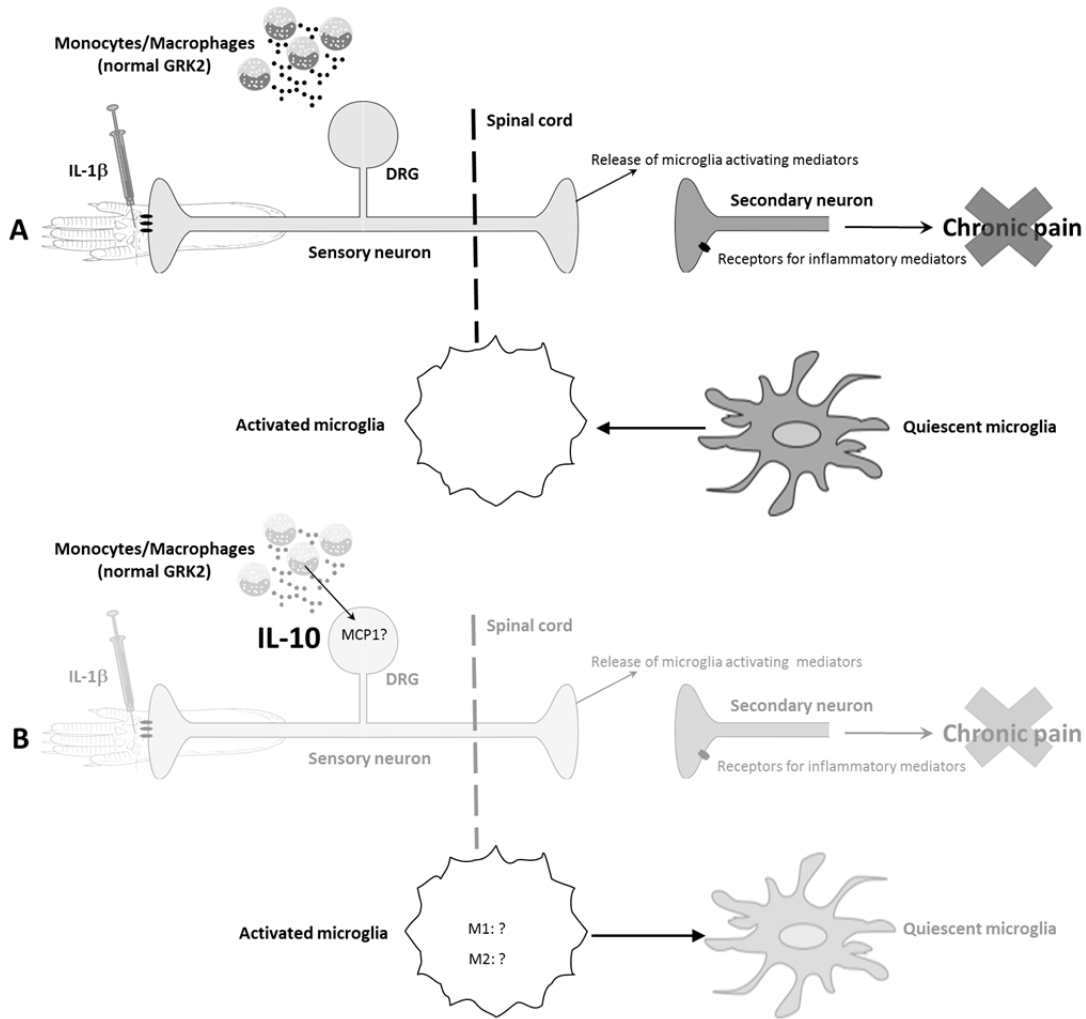 Monocytes/Macrophages
(normal GRK2)
Spinal cord
IL-1β
DRG
Release of microglia activating mediators
Secondary neuron
A
Chronic pain
Sensory neuron
Receptors for inflammatory mediators
Activated microglia
Quiescent microglia
Monocytes/Macrophages
(normal GRK2)
IL-10
MCP1?
Spinal cord
IL-1β
DRG
Release of microglia activating mediators
Secondary neuron
B
Chronic pain
Sensory neuron
Receptors for inflammatory mediators
Activated microglia
M1: ?
M2: ?
Quiescent microglia